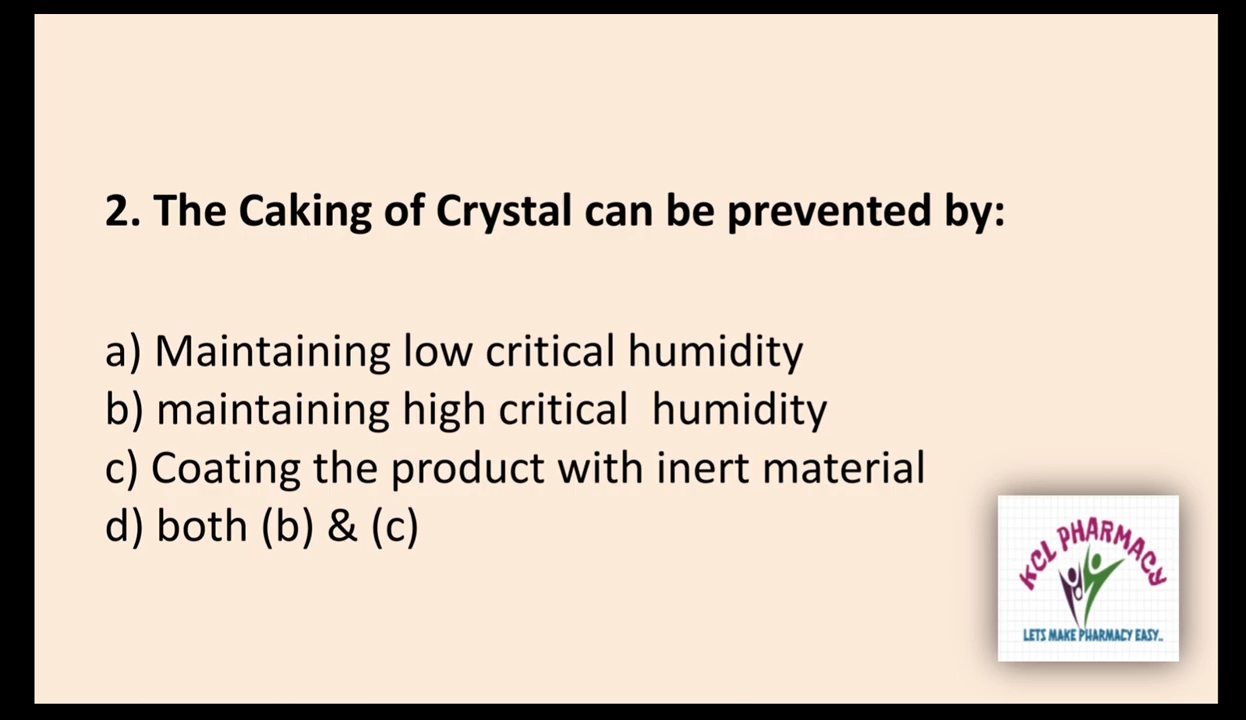 2. The Caking of Crystal can be prevented by:
a) Maintaining low critical humidity
b) maintaining high critical  humidity
c) Coating the product with inert material
d) both (b) & (c)
KCL PHARMACY
LETS MAKE PHARMACY EASY..